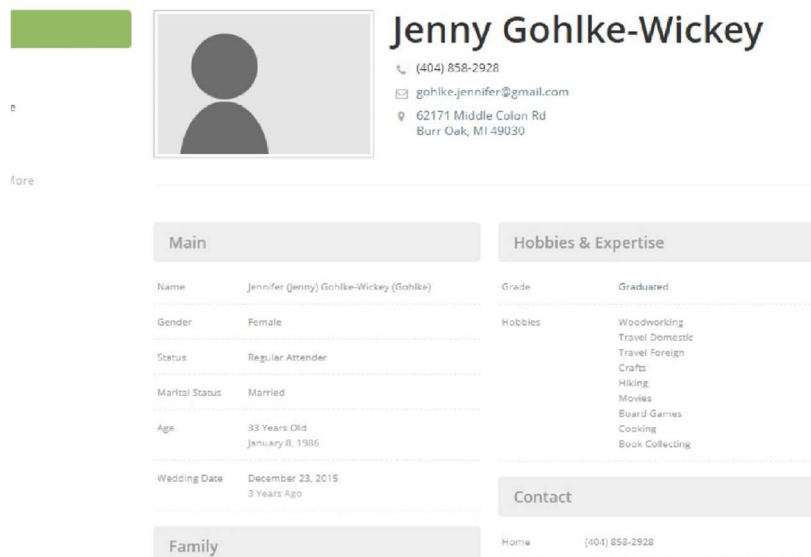 Jenny Gohlke-Wickey
(404) 858-2928
gohlke.jennifer@gmail.com
62171 Middle Colon Rd
Burr Oak, MI 49030
e
More
Main
Name Jennifer (Jenny) Gohlke-Wickey (Gohlke)
Gender Female
Status Regular Attender
Marital Status Married
Age 33 Years Old
January 8, 1986
Wedding Date December 23, 2015
3 Years Ago
Family
Hobbies & Expertise
Grade Graduated
Hobbies Woodworking
Travel Domestic
Travel Foreign
Crafts
Hiking
Movies
Board Games
Cooking
Book Collecting
Contact
Home (404) 858-2928